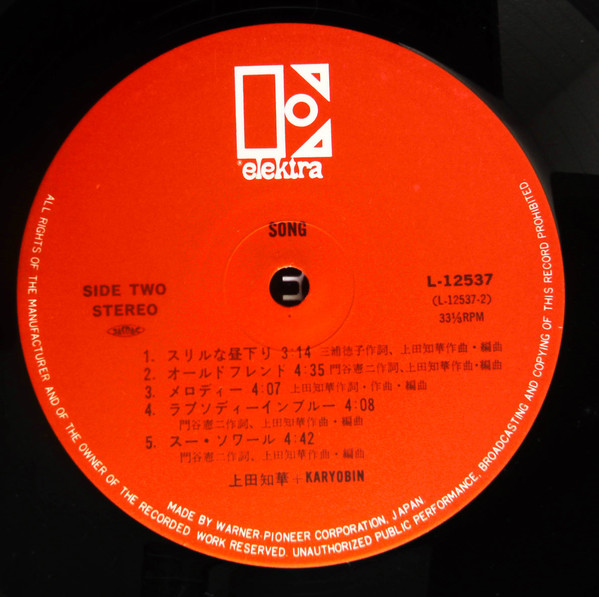 elektra
SONG
SIDE TWO
STEREO
L-12537
(L-12537-2)
33⅓RPM
1. スリルな昼下り 3:14 三浦徳子作詞、上田知華作曲・編曲
2. オールドフレンド 4:35 門谷憲二作詞、上田知華作曲・編曲
3. メロディー 4:07 上田知華作詞・作曲・編曲
4. ラプソディーインブルー 4:08
門谷憲二作詞、上田知華作曲・編曲
5. スー・ソワール 4:42
門谷憲二作詞、上田知華作曲・編曲
上田知華+KARYOBIN
ALL RIGHTS OF THE MANUFACTURER AND OF THE OWNER OF THE RECORDED WORK RESERVED. UNAUTHORIZED PUBLIC PERFORMANCE, BROADCASTING AND COPYING OF THIS RECORD PROHIBITED.
MADE BY WARNER-PIONEER CORPORATION, JAPAN.